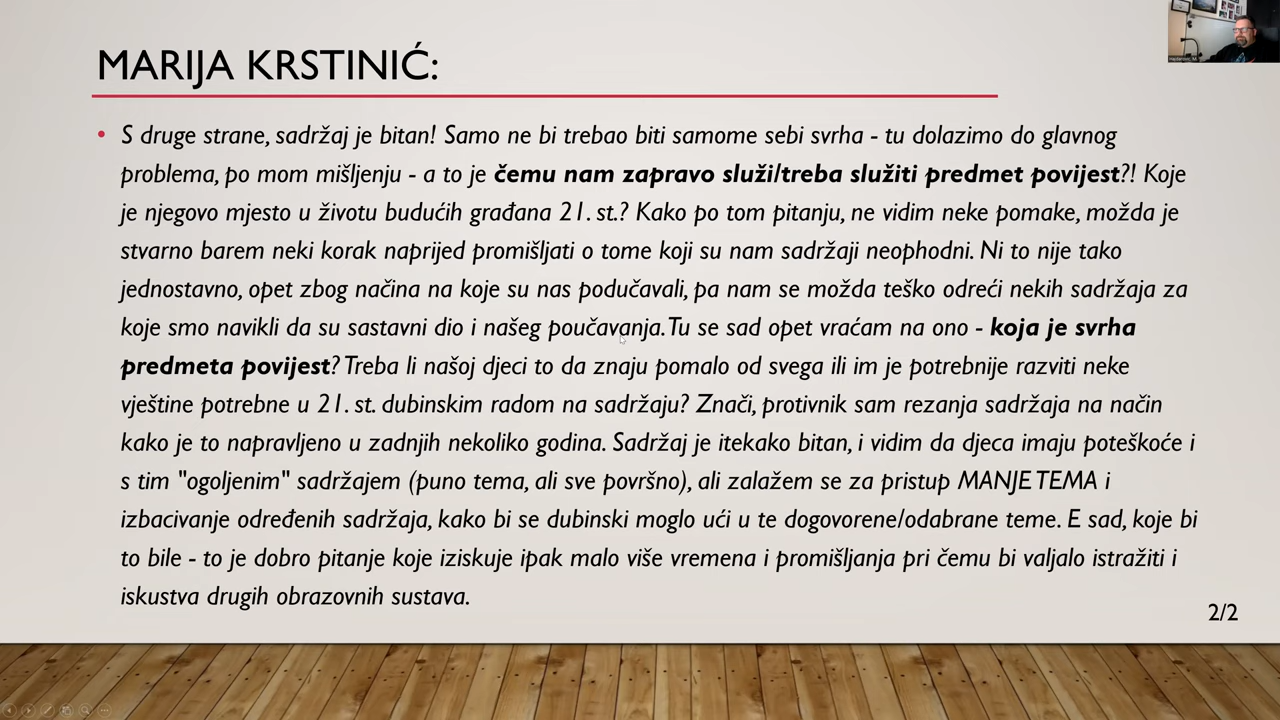 MARIJA KRSTINIĆ:
• S druge strane, sadržaj je bitan! Samo ne bi trebao biti samome sebi svrha - tu dolazimo do glavnog
problema, po mom mišljenju - a to je čemu nam zapravo služi/treba služiti predmet povijest?! Koje
je njegovo mjesto u životu budućih građana 21. st.? Kako po tom pitanju, ne vidim neke pomake, možda je
stvarno barem neki korak naprijed promišljati o tome koji su nam sadržaji neophodni. Ni to nije tako
jednostavno, opet zbog načina na koje su nas podučavali, pa nam se možda teško odreći nekih sadržaja za
koje smo navikli da su sastavni dio i našeg poučavanja. Tu se sad opet vraćam na ono - koja je svrha
predmeta povijest? Treba li našoj djeci to da znaju pomalo od svega ili im je potrebnije razviti neke
vještine potrebne u 21. st. dubinskim radom na sadržaju? Znači, protivnik sam rezanja sadržaja na način
kako je to napravljeno u zadnjih nekoliko godina. Sadržaj je itekako bitan, i vidim da djeca imaju poteškoće i
s tim "ogoljenim" sadržajem (puno tema, ali sve površno), ali zalažem se za pristup MANJE TEMA i
izbacivanje određenih sadržaja, kako bi se dubinski moglo ući u te dogovorene/odabrane teme. E sad, koje bi
to bile - to je dobro pitanje koje iziskuje ipak malo više vremena i promišljanja pri čemu bi valjalo istražiti i
iskustva drugih obrazovnih sustava.
2/2